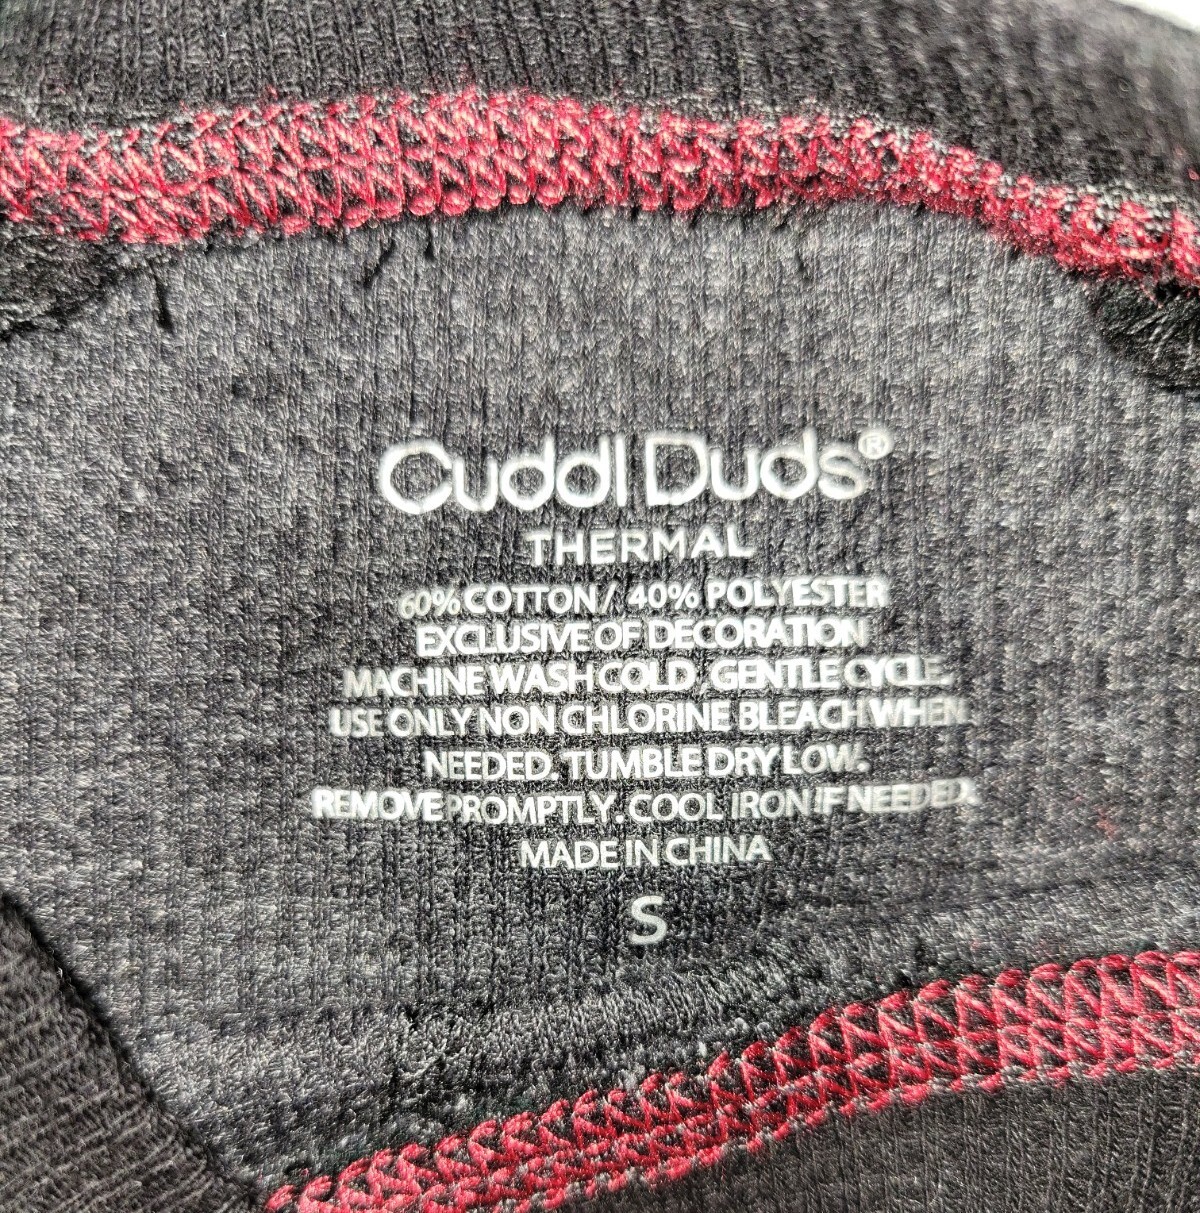 Cuddl Duds®
THERMAL
60% COTTON / 40% POLYESTER
EXCLUSIVE OF DECORATION
MACHINE WASH COLD, GENTLE CYCLE.
USE ONLY NON CHLORINE BLEACH WHEN
NEEDED. TUMBLE DRY LOW.
REMOVE PROMPTLY. COOL IRON IF NEEDED.
MADE IN CHINA
S